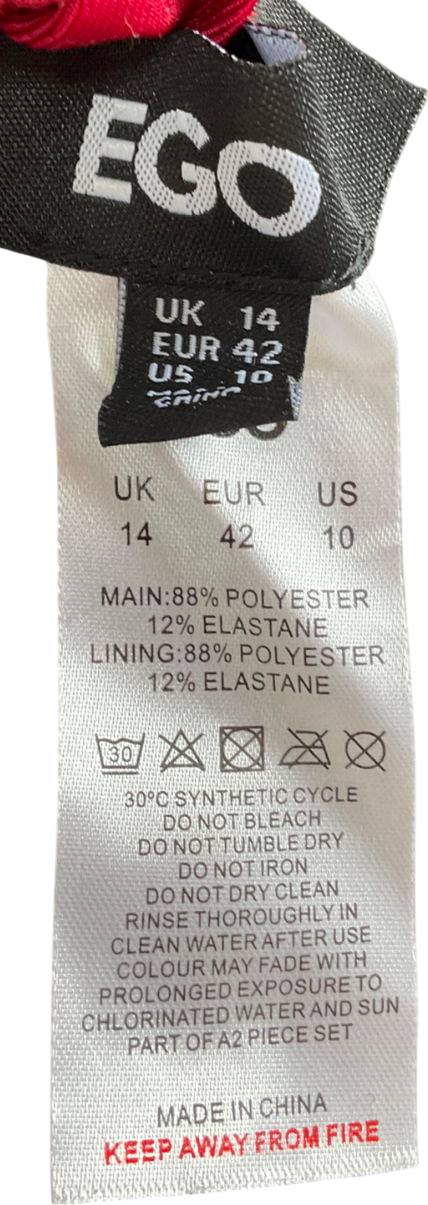 EGO
UK 14
EUR 42
US 10
UK EUR US
14 42 10
MAIN:88% POLYESTER
12% ELASTANE
LINING:88% POLYESTER
12% ELASTANE
30
30°C SYNTHETIC CYCLE
DO NOT BLEACH
DO NOT TUMBLE DRY
DO NOT IRON
DO NOT DRY CLEAN
RINSE THOROUGHLY IN
CLEAN WATER AFTER USE
COLOUR MAY FADE WITH
PROLONGED EXPOSURE TO
CHLORINATED WATER AND SUN
PART OF A2 PIECE SET
MADE IN CHINA
KEEP AWAY FROM FIRE